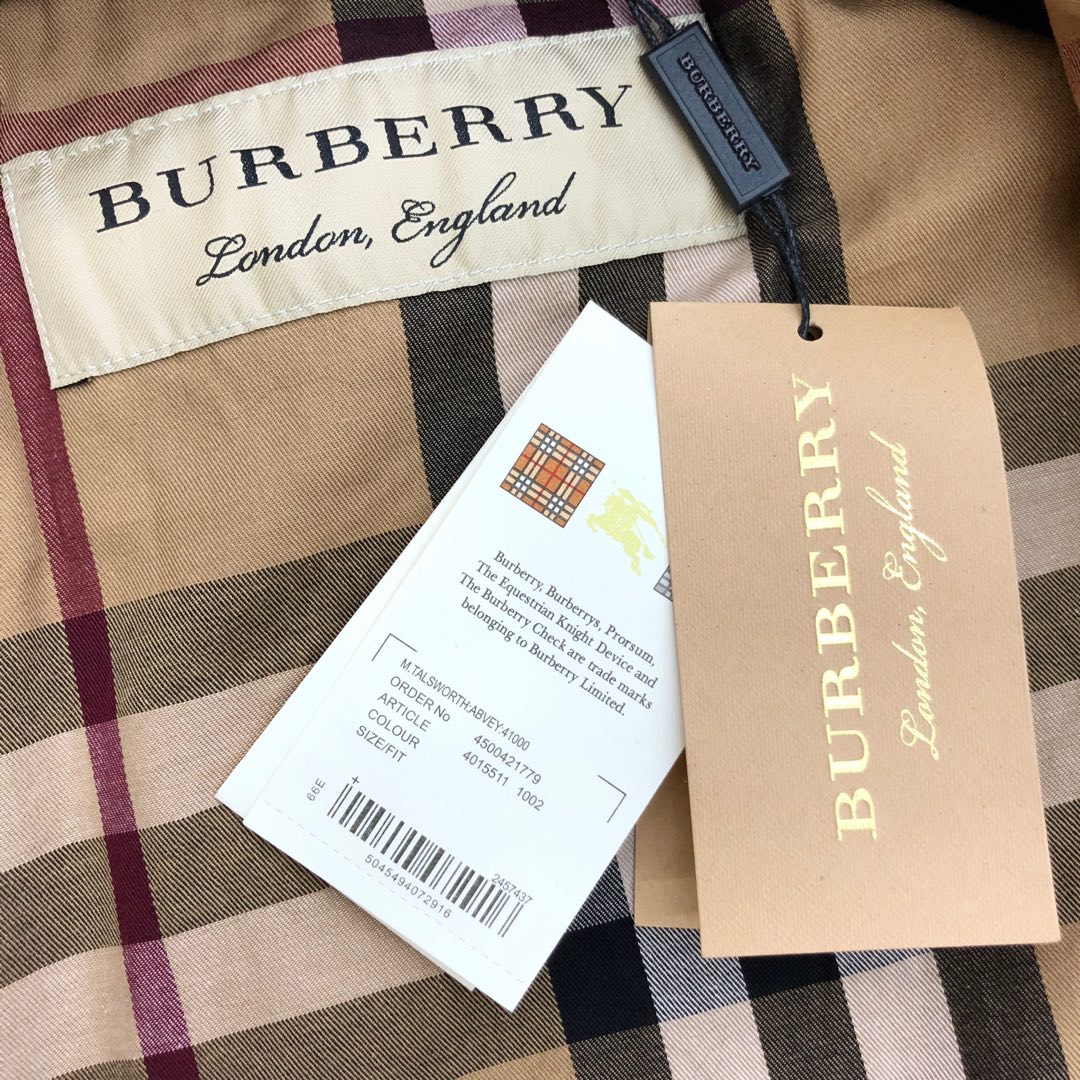 BURBERRY
London, England
BURBERRY
BURBERRY
London, England
Burberry, Burberrys, Prorsum,
The Equestrian Knight Device and
The Burberry Check are trade marks
belonging to Burberry Limited.
M.TALSWORTH:ABVEY:41000
ORDER No 4500421779
ARTICLE 4015511 1002
COLOUR
SIZE/FIT
66E
2457437
5045494072916